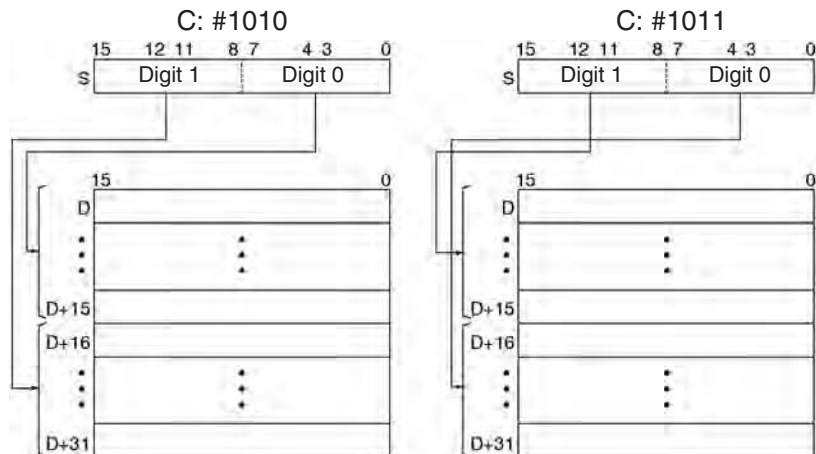 C: #1010
15 12 11 8 7 4 3 0
S Digit 1 Digit 0
15 0
D
D+15
D+16
D+31
C: #1011
15 12 11 8 7 4 3 0
S Digit 1 Digit 0
15 0
D
D+15
D+16
D+31